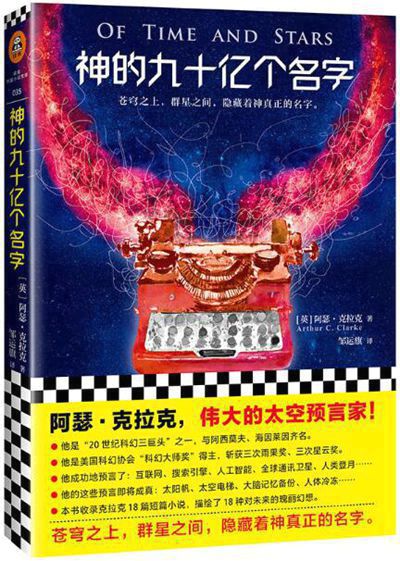 OF TIME AND STARS
神的九十亿个名字
苍穹之上，群星之间，隐藏着神真正的名字。
[英] 阿瑟·克拉克 著
Arthur C. Clarke
邹运旗 译
阿瑟·克拉克，伟大的太空预言家！
他是“20世纪科幻三巨头”之一，与阿西莫夫、海因莱因齐名。
他是美国科幻协会“科幻大师奖”得主，斩获三次雨果奖、三次星云奖。
他成功地预言了：互联网、搜索引擎、人工智能、全球通讯卫星、人类登月……
他的这些预言即将成真：太阳帆、太空电梯、大脑记忆备份、人体冷冻……
本书收录克拉克18篇短篇小说，描绘了18种对未来的瑰丽幻想。
苍穹之上，群星之间，隐藏着神真正的名字。
035
神的九十亿个名字
[英] 阿瑟·克拉克 著
邹运旗 译